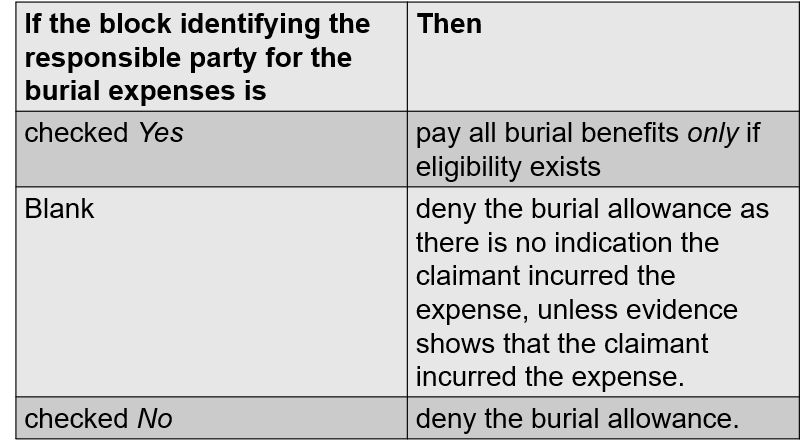 If the block identifying the
responsible party for the
burial expenses is
Then
checked Yes
pay all burial benefits only if
eligibility exists
Blank
deny the burial allowance as
there is no indication the
claimant incurred the
expense, unless evidence
shows that the claimant
incurred the expense.
checked No
deny the burial allowance.